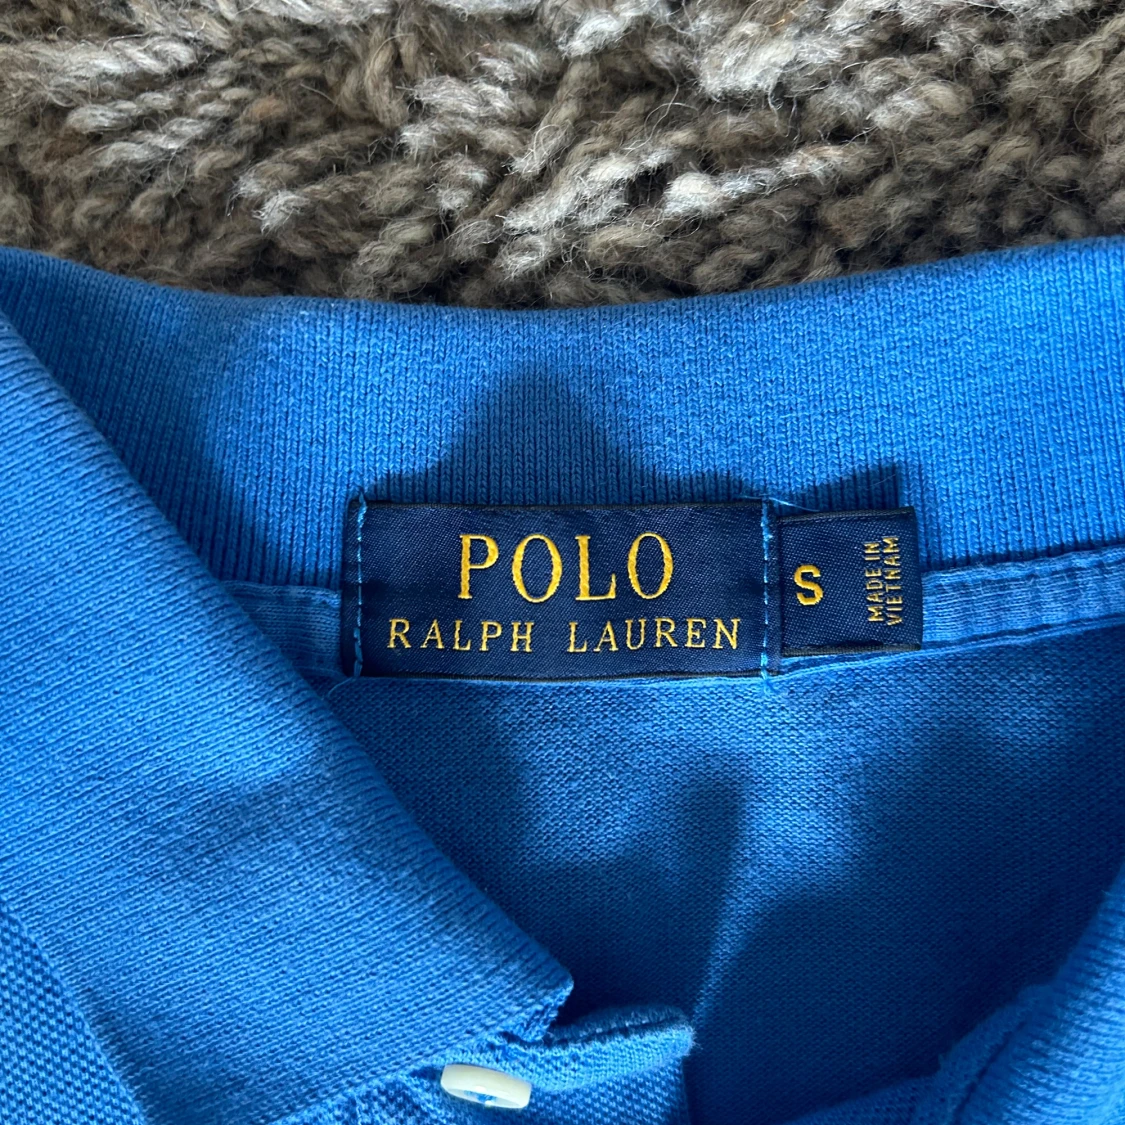 POLO
RALPH LAUREN
S
MADE IN
VIETNAM